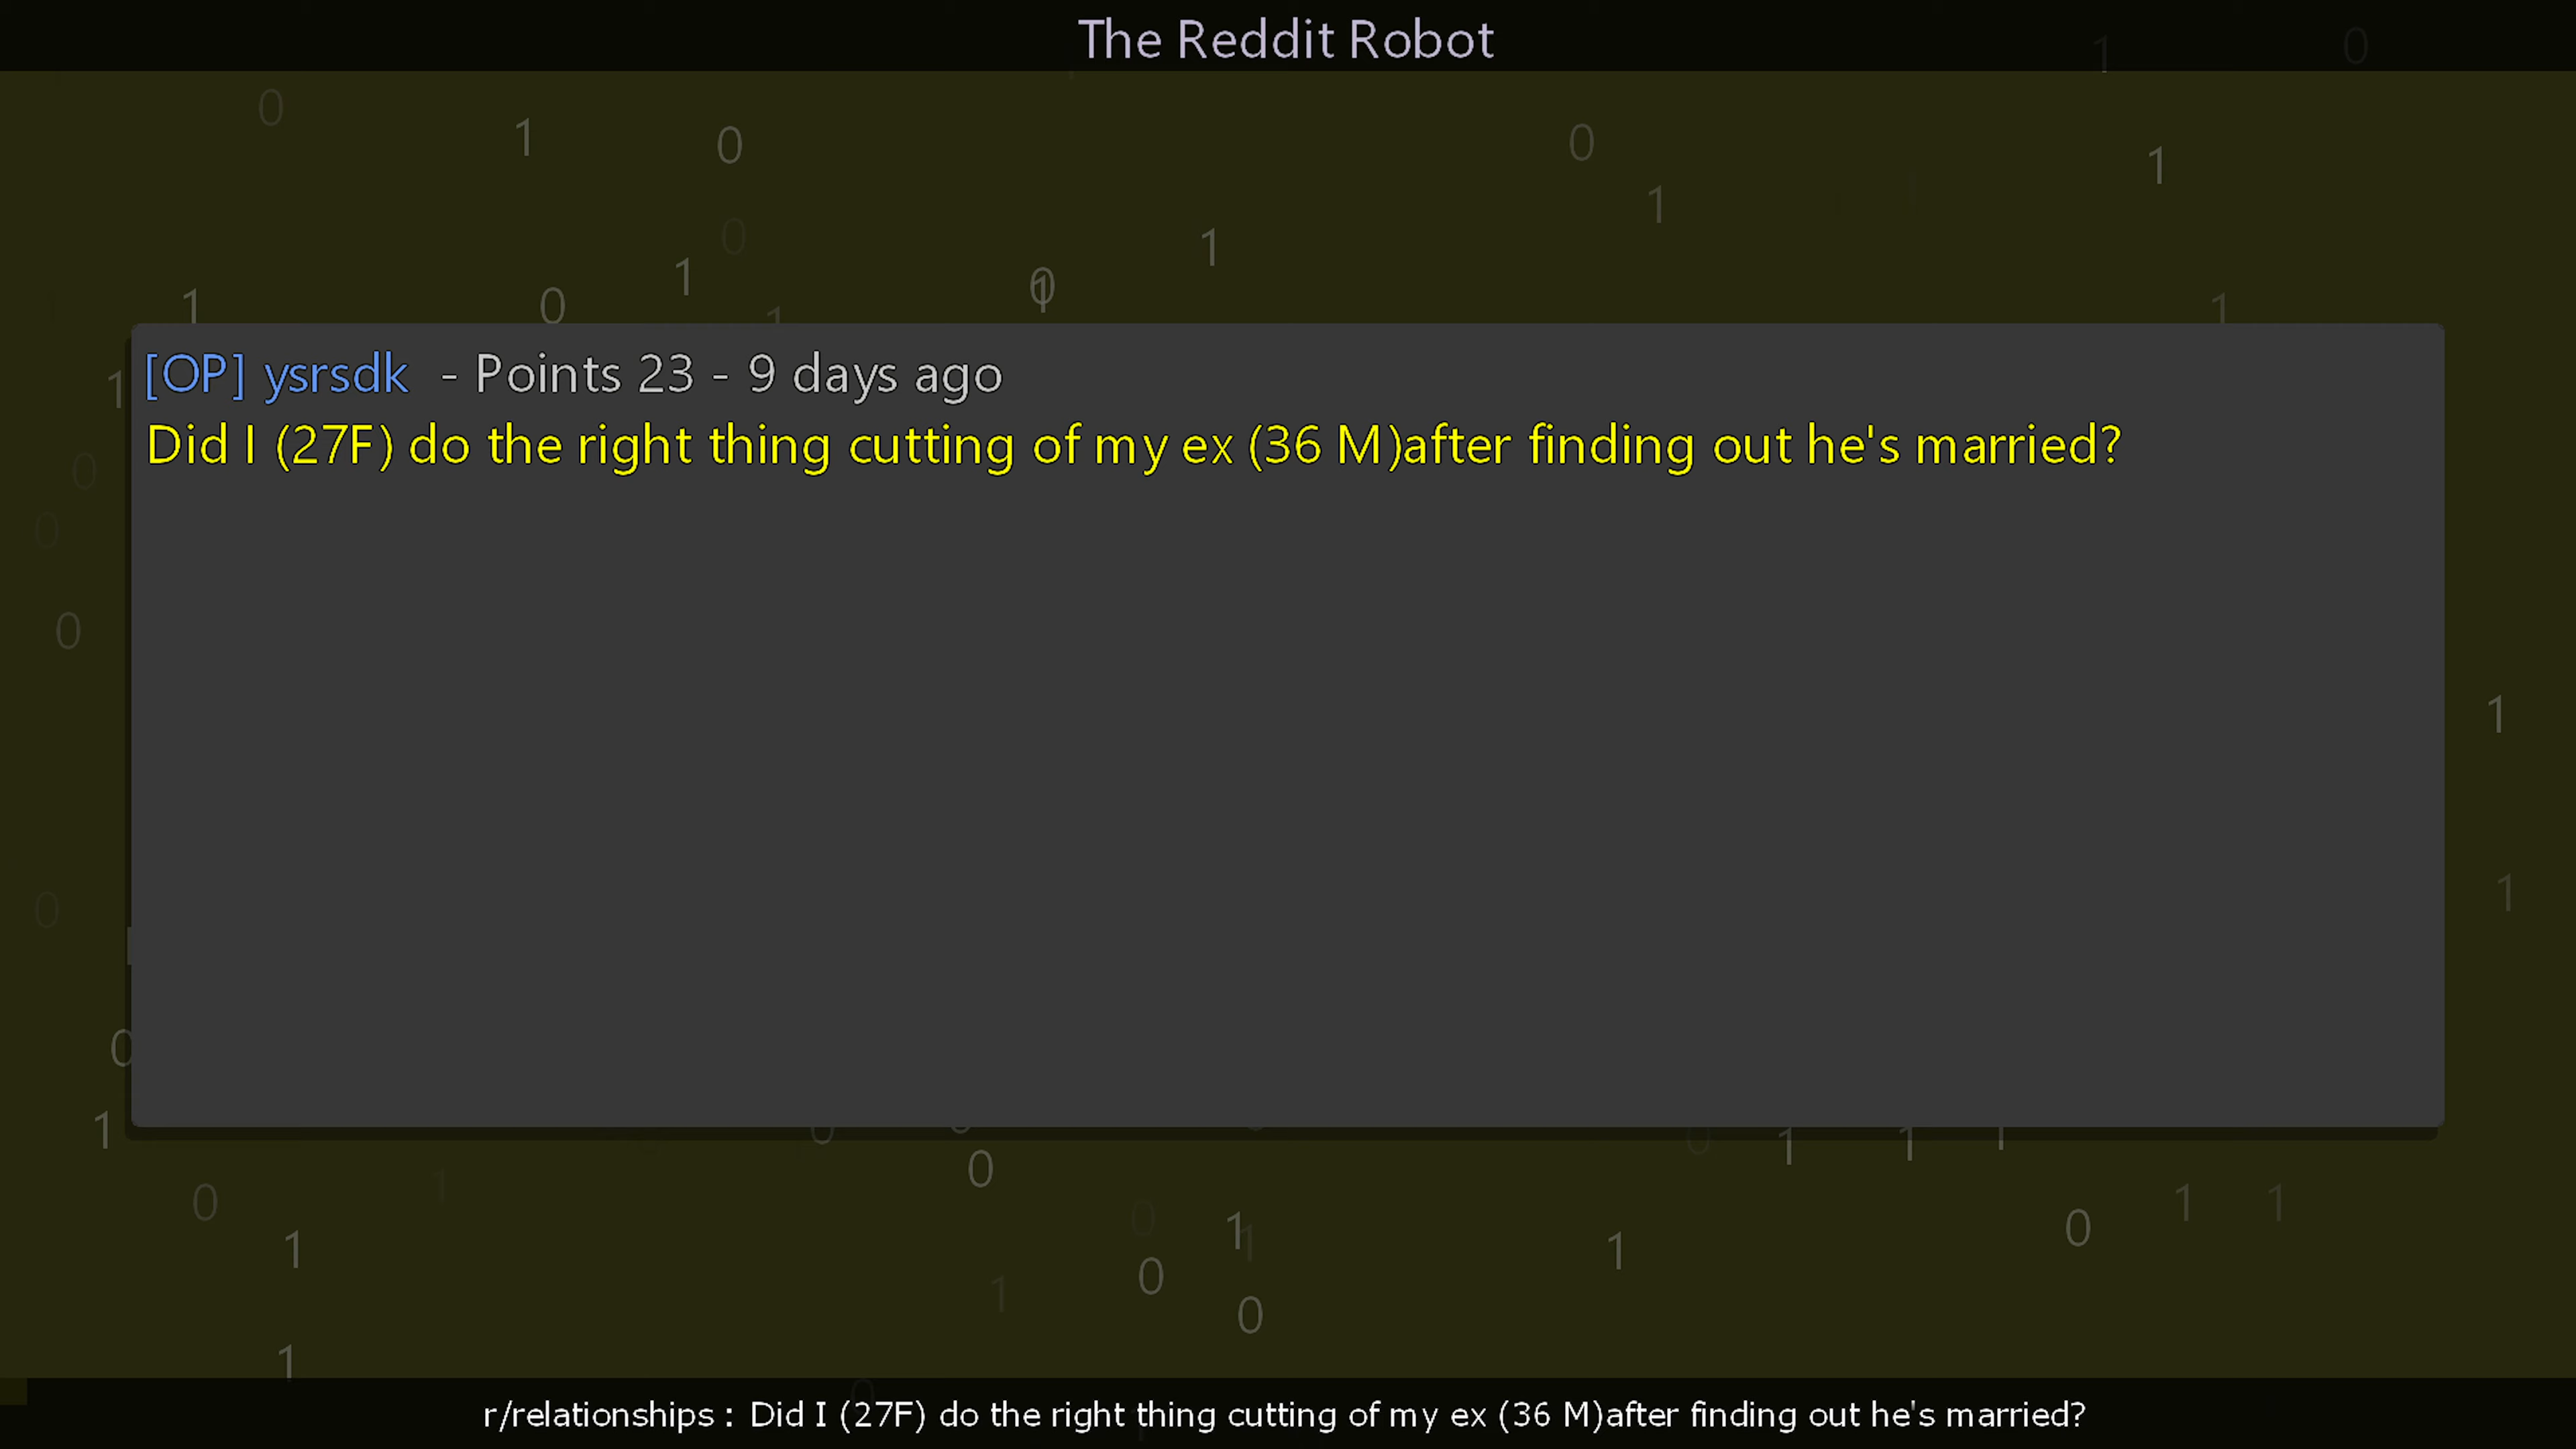 The Reddit Robot
[OP] ysrsdk - Points 23 - 9 days ago
Did I (27F) do the right thing cutting of my ex (36 M)after finding out he's married?
r/relationships : Did I (27F) do the right thing cutting of my ex (36 M)after finding out he's married?